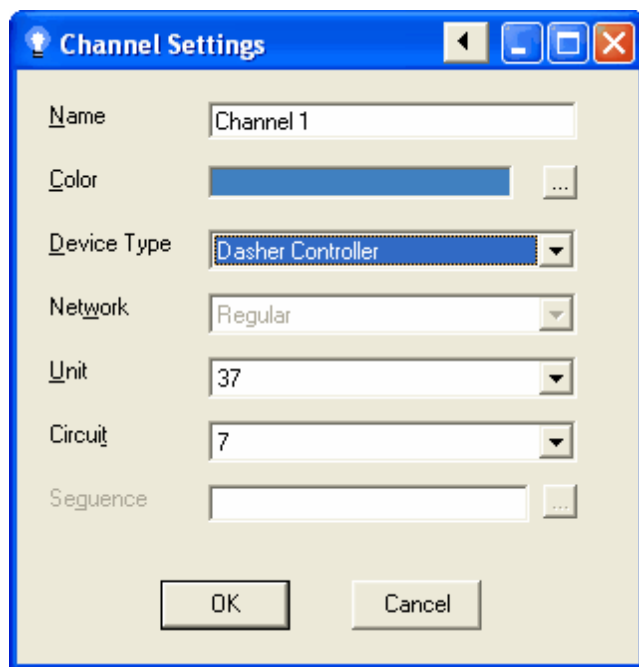 Channel Settings
Name Channel 1
Color ...
Device Type Dasher Controller
Network Regular
Unit 37
Circuit 7
Sequence ...
OK Cancel